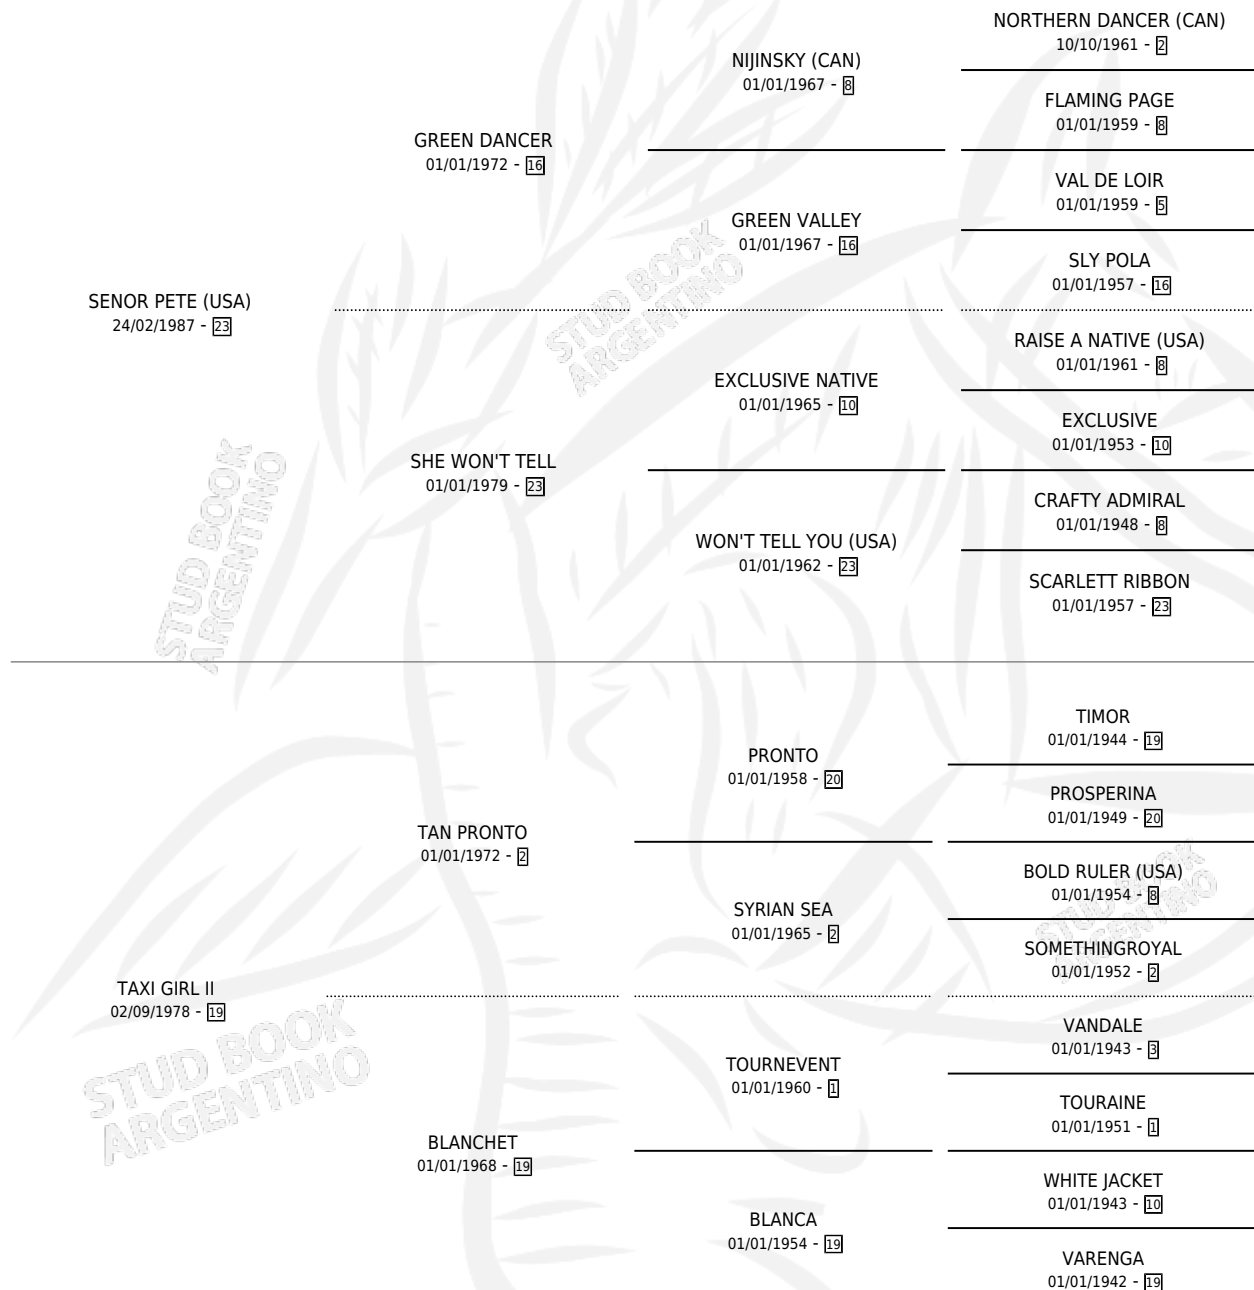 NORTHERN DANCER (CAN)
10/10/1961 - 2
NIJINSKY (CAN)
01/01/1967 - 8
FLAMING PAGE
01/01/1959 - 8
GREEN DANCER
01/01/1972 - 16
VAL DE LOIR
01/01/1959 - 5
GREEN VALLEY
01/01/1967 - 16
SLY POLA
01/01/1957 - 16
SENOR PETE (USA)
24/02/1987 - 23
RAISE A NATIVE (USA)
01/01/1961 - 8
EXCLUSIVE NATIVE
01/01/1965 - 10
EXCLUSIVE
01/01/1953 - 10
SHE WON'T TELL
01/01/1979 - 23
CRAFTY ADMIRAL
01/01/1948 - 8
WON'T TELL YOU (USA)
01/01/1962 - 23
SCARLETT RIBBON
01/01/1957 - 23
STUD BOOK
ARGENTINO
STUD BOOK
ARGENTINO
TIMOR
01/01/1944 - 19
PRONTO
01/01/1958 - 20
PROSPERINA
01/01/1949 - 20
TAN PRONTO
01/01/1972 - 2
BOLD RULER (USA)
01/01/1954 - 8
SYRIAN SEA
01/01/1965 - 2
SOMETHINGROYAL
01/01/1952 - 2
STUD BOOK
ARGENTINO
TAXI GIRL II
02/09/1978 - 19
VANDALE
01/01/1943 - 3
TOURNEVENT
01/01/1960 - 1
TOURAINE
01/01/1951 - 1
STUD BOOK
ARGENTINO
BLANCHET
01/01/1968 - 19
WHITE JACKET
01/01/1943 - 10
BLANCA
01/01/1954 - 19
VARENGA
01/01/1942 - 19